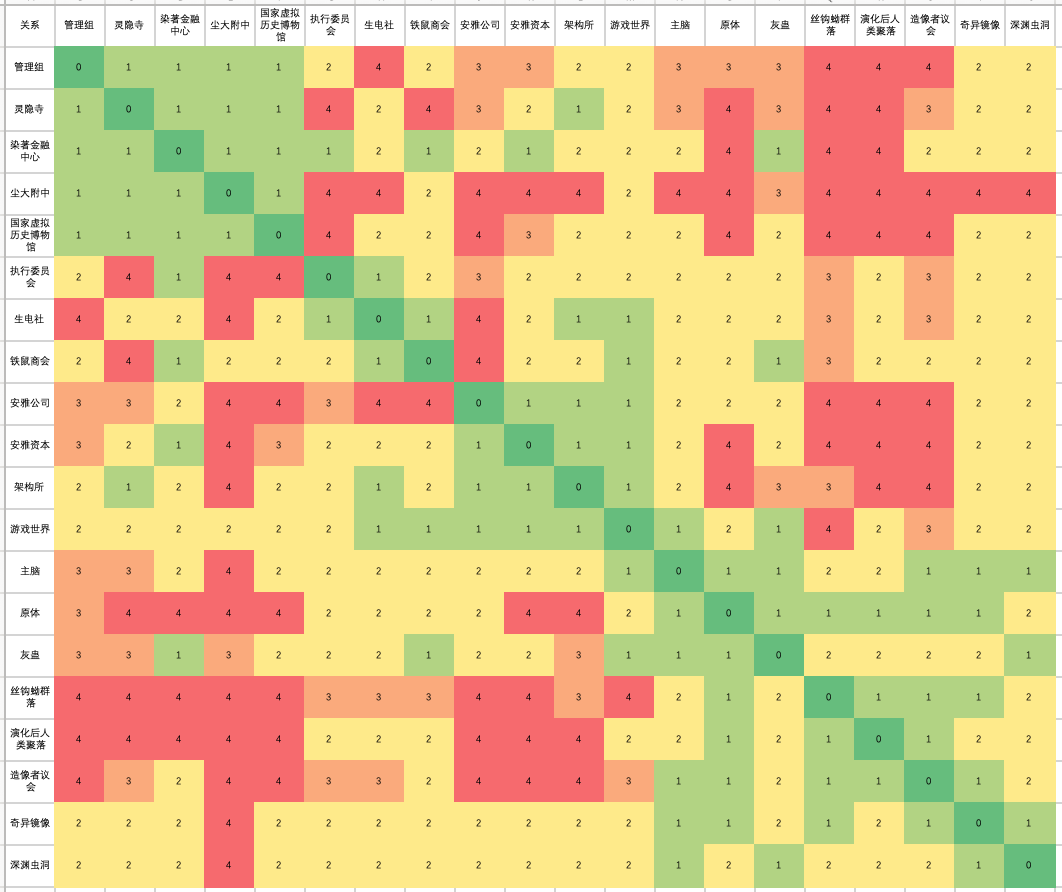 关系 管理组 灵隐寺 染著金融中心 尘大附中 国家虚拟历史博物馆 执行委员会 生电社 铁鼠商会 安雅公司 安雅资本 架构所 游戏世界 主脑 原体 灰蛊 丝钩蚴群落 演化后人类聚落 造像者议会 奇异镜像 深渊虫洞
管理组 0 1 1 1 1 2 4 2 3 3 2 2 3 3 3 4 4 4 2 2
灵隐寺 1 0 1 1 1 4 2 4 3 2 1 2 3 4 3 4 4 3 2 2
染著金融中心 1 1 0 1 1 1 2 1 2 1 2 2 2 4 1 4 4 2 2 2
尘大附中 1 1 1 0 1 4 4 2 4 4 4 2 4 4 3 4 4 4 4 4
国家虚拟历史博物馆 1 1 1 1 0 4 2 2 4 3 2 2 2 4 2 4 4 4 2 2
执行委员会 2 4 1 4 4 0 1 2 3 2 2 2 2 2 2 3 2 3 2 2
生电社 4 2 2 4 2 1 0 1 4 2 1 1 2 2 2 3 2 3 2 2
铁鼠商会 2 4 1 2 2 2 1 0 4 2 2 1 2 2 1 3 2 2 2 2
安雅公司 3 3 2 4 4 3 4 4 0 1 1 1 2 2 2 4 4 4 2 2
安雅资本 3 2 1 4 3 2 2 2 1 0 1 1 2 4 2 4 4 4 2 2
架构所 2 1 2 4 2 2 1 2 1 1 0 1 2 4 3 3 4 4 2 2
游戏世界 2 2 2 2 2 2 1 1 1 1 1 0 1 2 1 4 2 3 2 2
主脑 3 3 2 4 2 2 2 2 2 2 2 1 0 1 1 2 2 1 1 1
原体 3 4 4 4 4 2 2 2 2 4 4 2 1 0 1 1 1 1 1 2
灰蛊 3 3 1 3 2 2 2 1 2 2 3 1 1 1 0 2 2 2 2 1
丝钩蚴群落 4 4 4 4 4 3 3 3 4 4 3 4 2 1 2 0 1 1 1 2
演化后人类聚落 4 4 4 4 4 2 2 2 4 4 4 2 2 1 2 1 0 1 2 2
造像者议会 4 3 2 4 4 3 3 2 4 4 4 3 1 1 2 1 1 0 1 2
奇异镜像 2 2 2 4 2 2 2 2 2 2 2 2 1 1 2 1 2 1 0 1
深渊虫洞 2 2 2 4 2 2 2 2 2 2 2 2 1 2 1 2 2 2 1 0